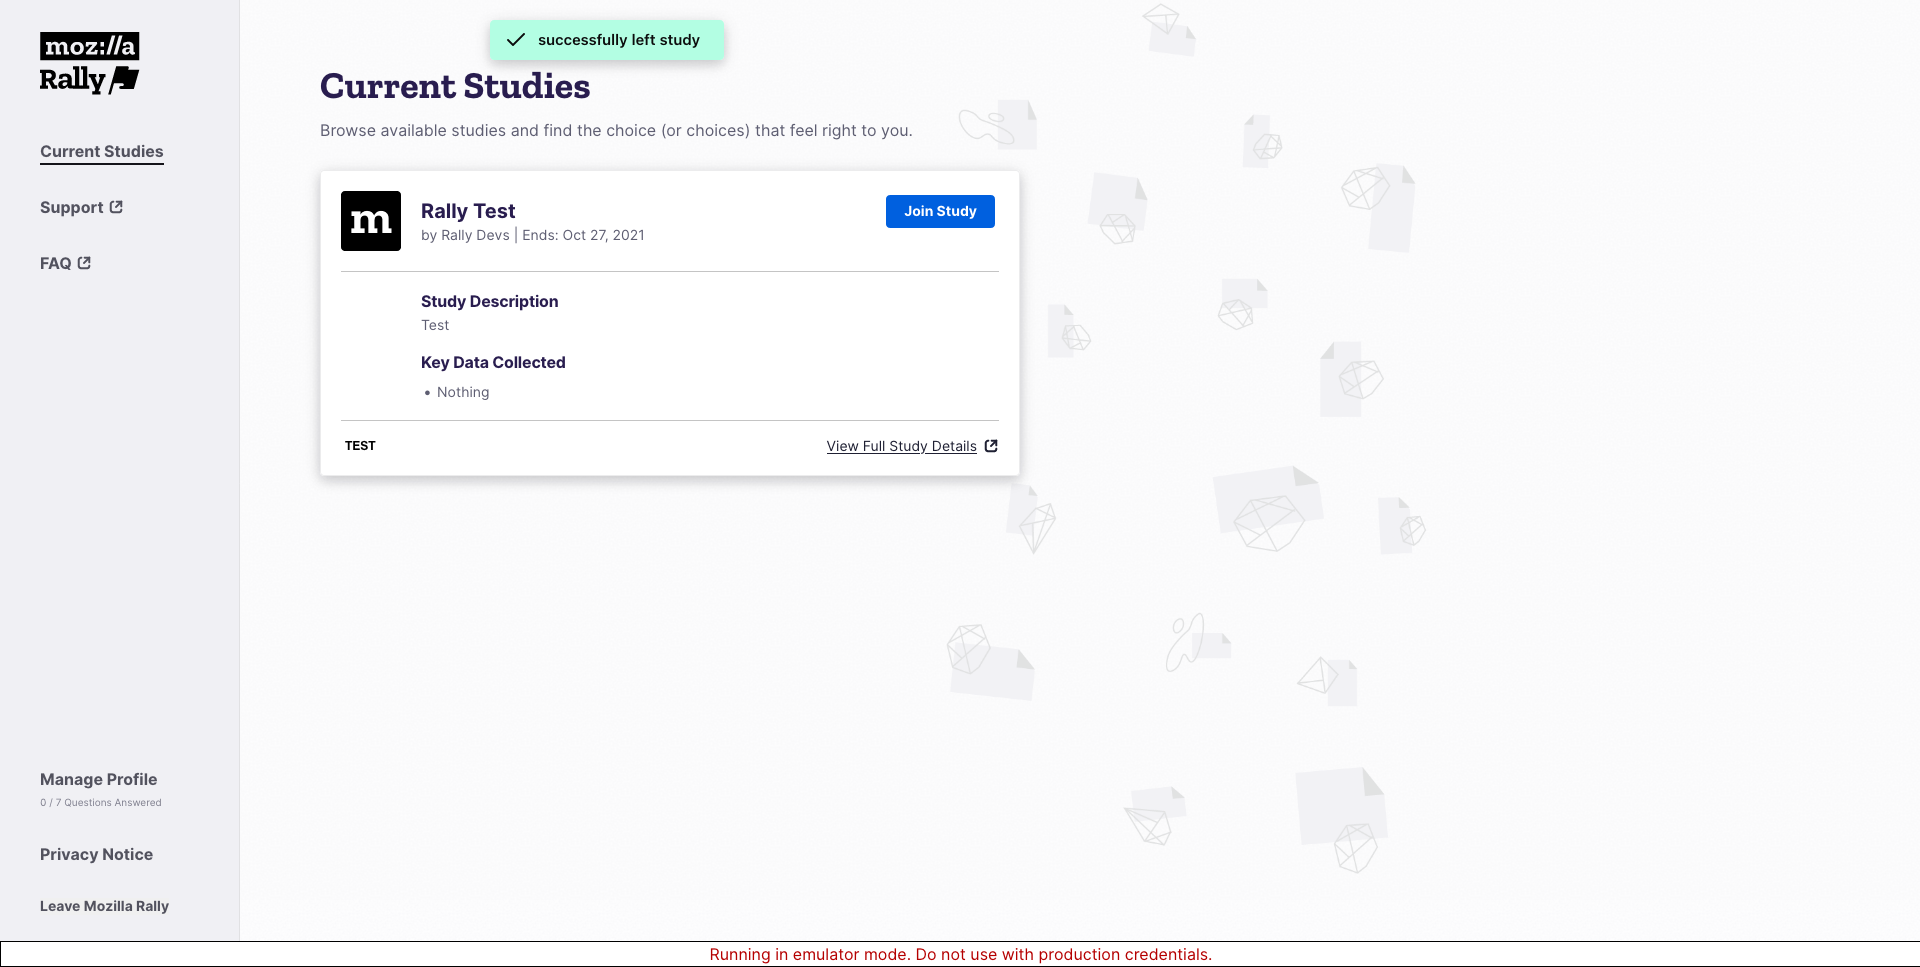 moz://a
Rally
Current Studies
Support
FAQ
Manage Profile
0 / 7 Questions Answered
Privacy Notice
Leave Mozilla Rally
successfully left study
Current Studies
Browse available studies and find the choice (or choices) that feel right to you.
m
Rally Test
by Rally Devs | Ends: Oct 27, 2021
Join Study
Study Description
Test
Key Data Collected
• Nothing
TEST
View Full Study Details
Running in emulator mode. Do not use with production credentials.